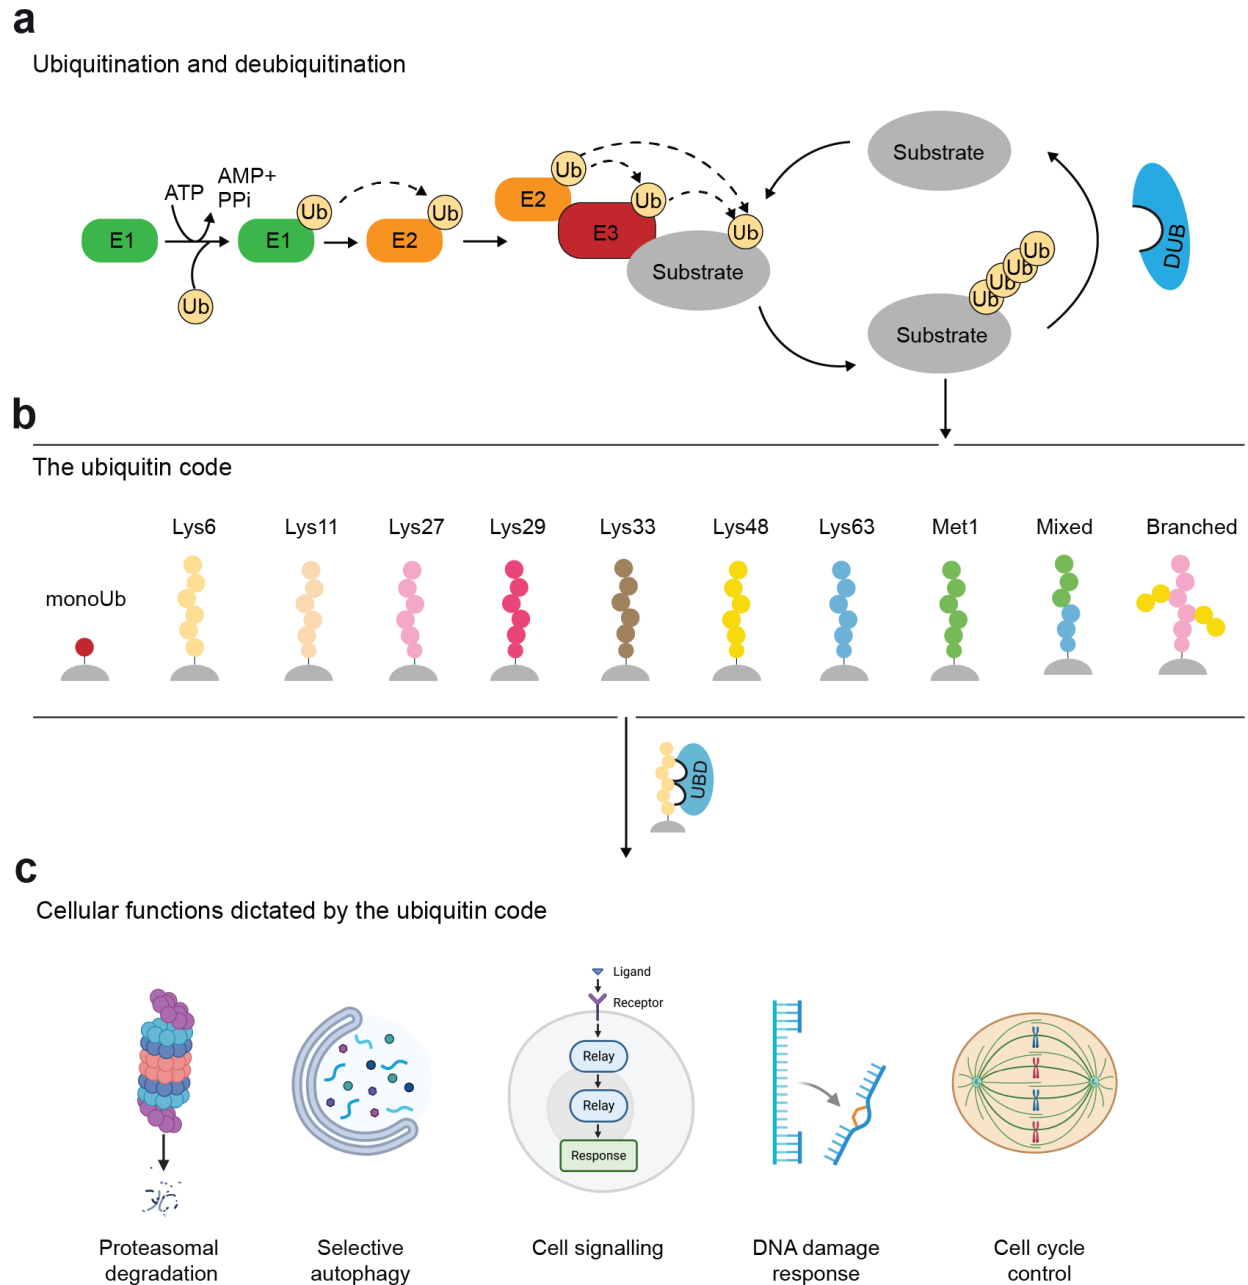 a
Ubiquitination and deubiquitination
ATP
AMP+
PPi
E1
E1
Ub
E2
Ub
Ub
E2
Ub
E3
Ub
Ub
Substrate
Substrate
Substrate
Ub
Ub
Ub
Ub
DUB
b
The ubiquitin code
monoUb
Lys6
Lys11
Lys27
Lys29
Lys33
Lys48
Lys63
Met1
Mixed
Branched
UBD
c
Cellular functions dictated by the ubiquitin code
Ligand
Receptor
Relay
Relay
Response
Proteasomal
degradation
Selective
autophagy
Cell signalling
DNA damage
response
Cell cycle
control